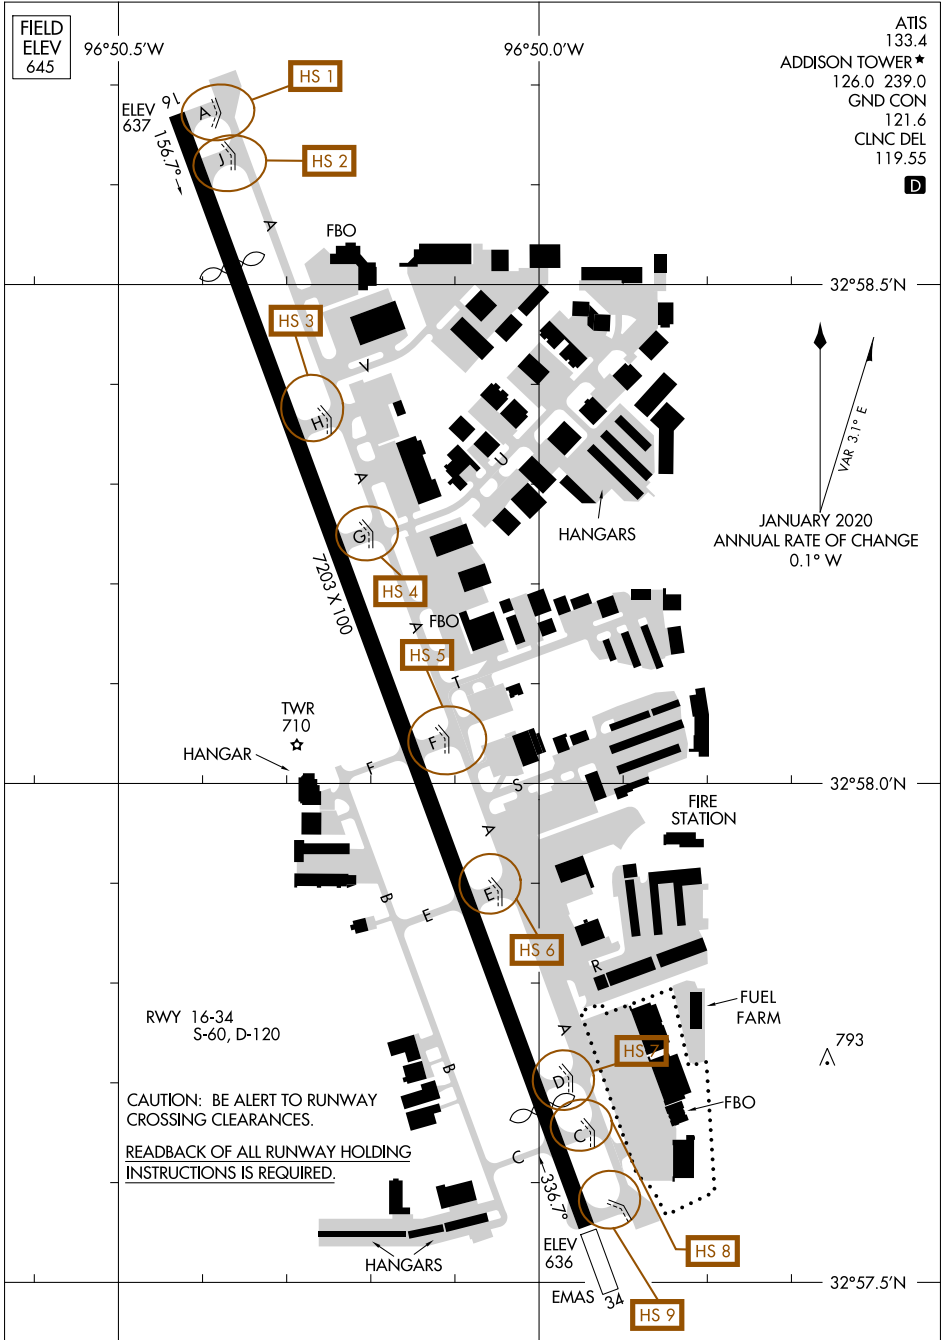 FIELD
ELEV
645
96°50.5'W
96°50.0'W
ATIS
133.4
ADDISON TOWER★
126.0 239.0
GND CON
121.6
CLNC DEL
119.55
D
HS 1
ELEV
637
16
A
156.7°
J
HS 2
A
FBO
32°58.5'N
HS 3
V
H
VAR 3.1° E
A
U
G
HANGARS
JANUARY 2020
ANNUAL RATE OF CHANGE
0.1° W
7203 X 100
HS 4
A
FBO
HS 5
T
TWR
710
F
HANGAR
F
S
32°58.0'N
A
FIRE
STATION
B
E
E
HS 6
R
FUEL
FARM
RWY 16-34
S-60, D-120
A
HS 7
793
B
D
CAUTION: BE ALERT TO RUNWAY
CROSSING CLEARANCES.
FBO
C
READBACK OF ALL RUNWAY HOLDING
INSTRUCTIONS IS REQUIRED.
C
336.7°
ELEV
636
HS 8
HANGARS
EMAS
34
32°57.5'N
HS 9